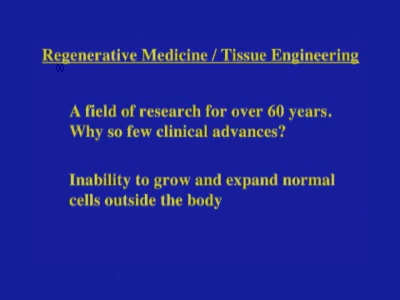 Regenerative Medicine / Tissue Engineering
A field of research for over 60 years.
Why so few clinical advances?
Inability to grow and expand normal
cells outside the body